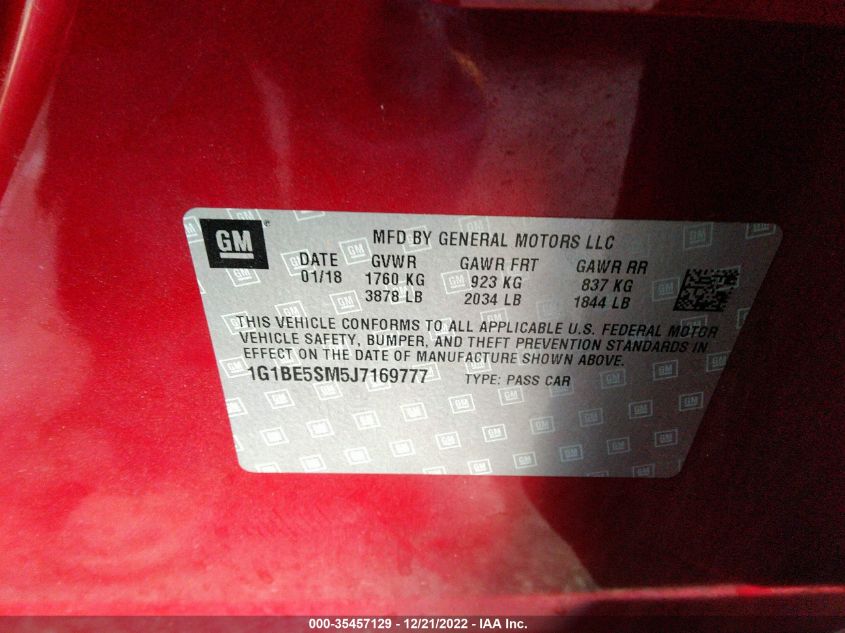 GM
MFD BY GENERAL MOTORS LLC
DATE GVWR GAWR FRT GAWR RR
01/18 1760 KG 923 KG 837 KG
3878 LB 2034 LB 1844 LB
THIS VEHICLE CONFORMS TO ALL APPLICABLE U.S. FEDERAL MOTOR
VEHICLE SAFETY, BUMPER, AND THEFT PREVENTION STANDARDS IN
EFFECT ON THE DATE OF MANUFACTURE SHOWN ABOVE.
1G1BE5SM5J7169777 TYPE: PASS CAR
000-35457129 - 12/21/2022 - IAA Inc.